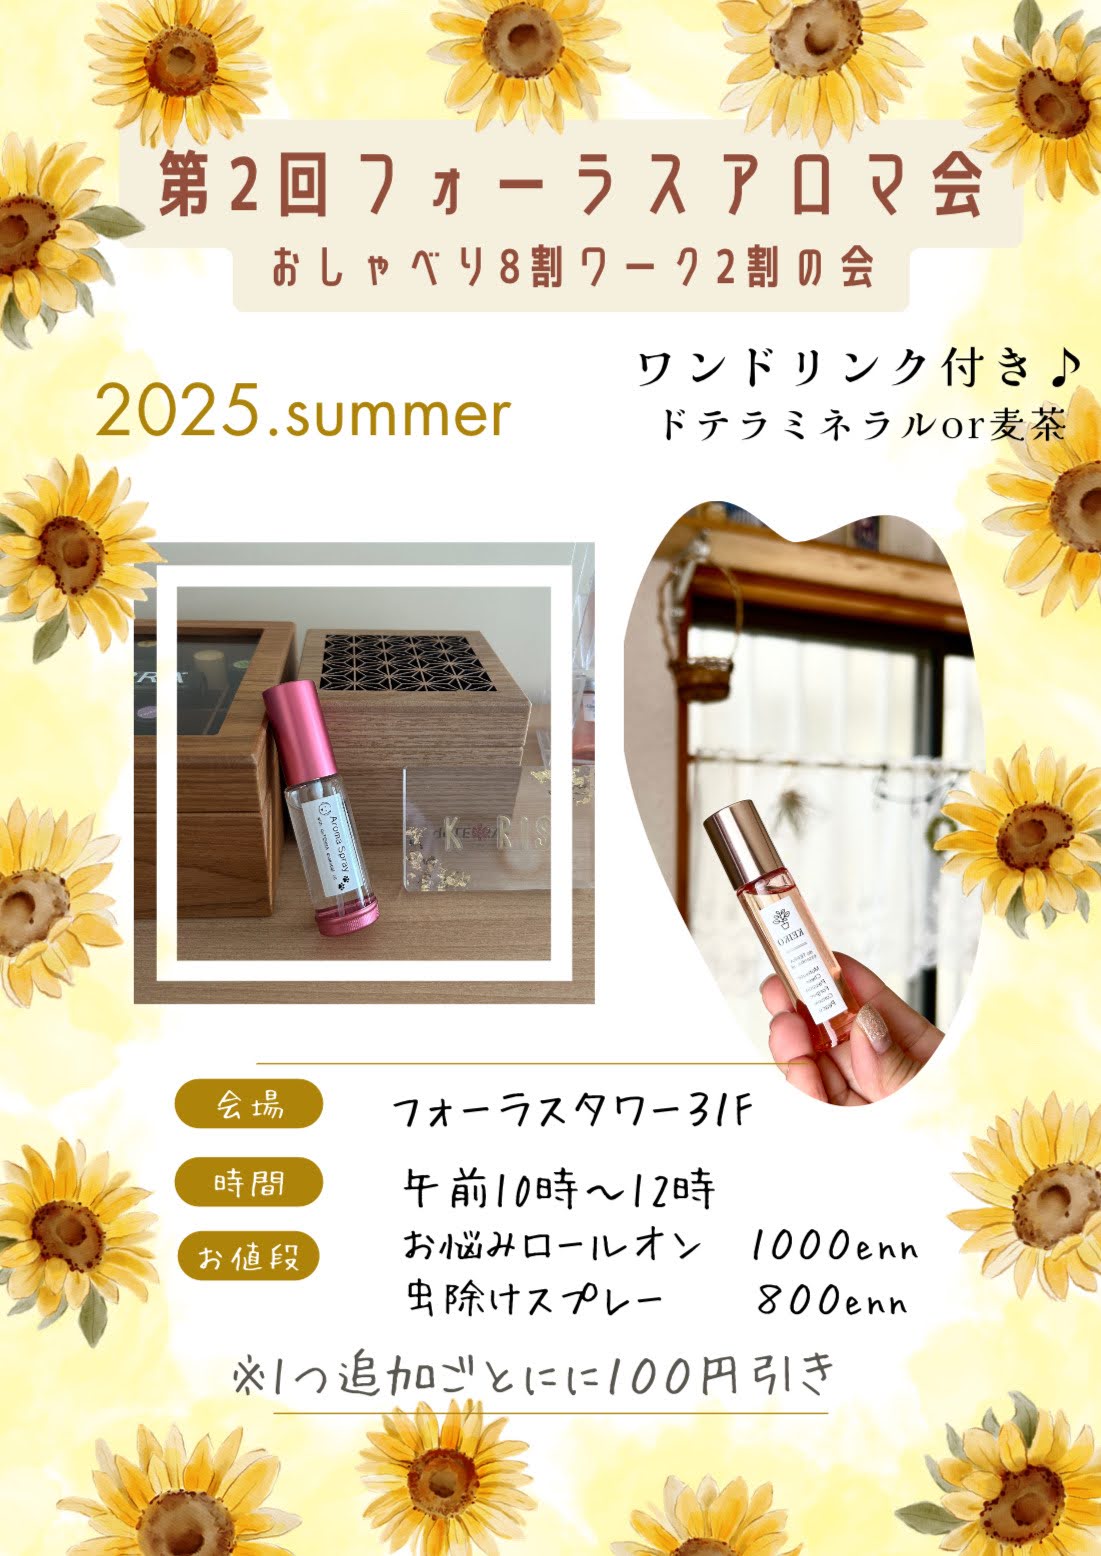 第2回フォーラスアロマ会
おしゃべり8割ワーク2割の会
2025.summer
ワンドリンク付き♪
ドテラミネラルor麦茶
Aroma Spray
KEIKO
会場
フォーラスタワー31F
時間
午前10時～12時
お値段
お悩みロールオン 1000enn
虫除けスプレー 800enn
※1つ追加ごとにに100円引き